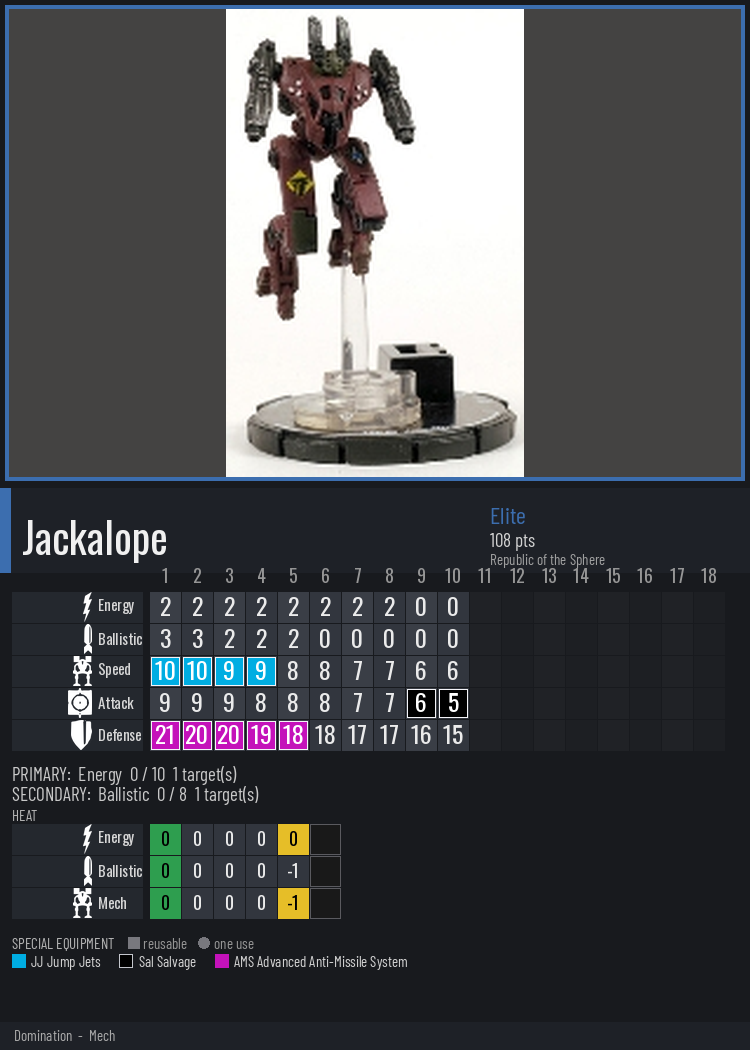 Jackalope
Elite
108 pts
Republic of the Sphere
1 2 3 4 5 6 7 8 9 10 11 12 13 14 15 16 17 18
Energy 2 2 2 2 2 2 2 2 0 0
Ballistic 3 3 2 2 2 0 0 0 0 0
Speed 10 10 9 9 8 8 7 7 6 6
Attack 9 9 9 8 8 8 7 7 6 5
Defense 21 20 20 19 18 18 17 17 16 15
PRIMARY: Energy 0 / 10 1 target(s)
SECONDARY: Ballistic 0 / 8 1 target(s)
HEAT
Energy 0 0 0 0 0
Ballistic 0 0 0 0 -1
Mech 0 0 0 0 -1
SPECIAL EQUIPMENT reusable one use
JJ Jump Jets Sal Salvage AMS Advanced Anti-Missile System
Domination - Mech